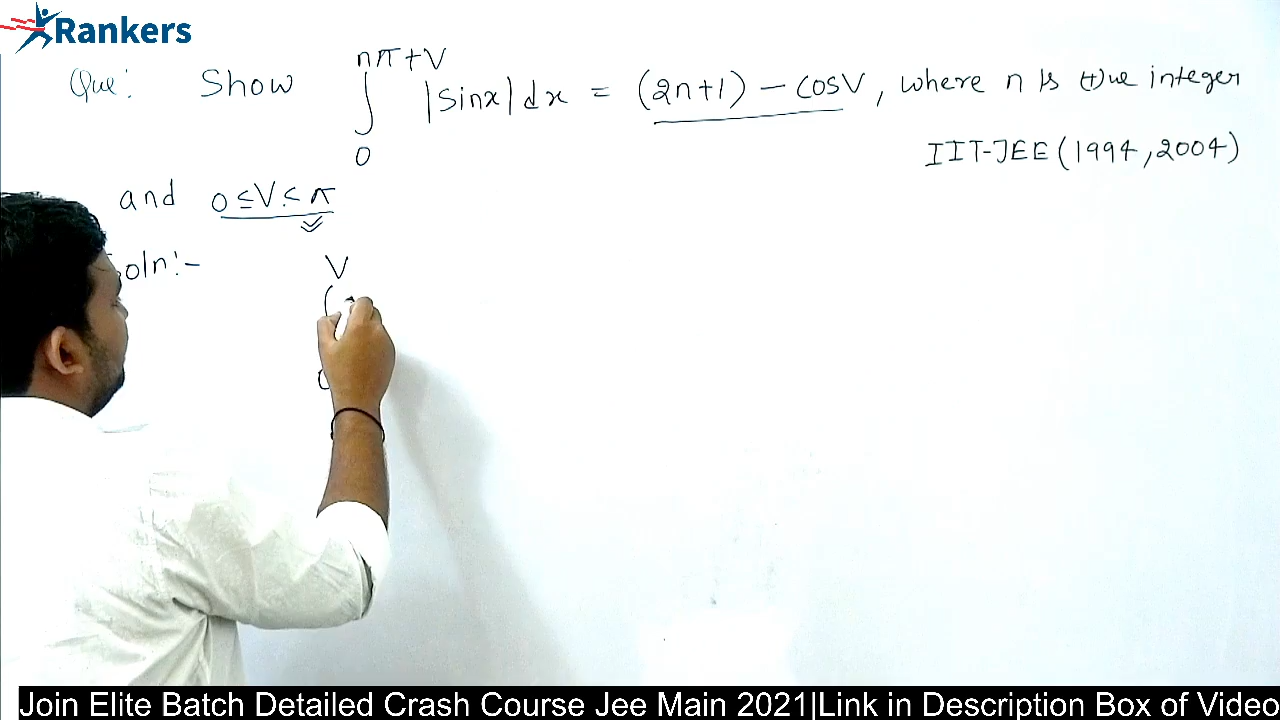 Rankers
nπ+V
Que: Show ∫ |sinx|dx = (2n+1) - cosV, where n is (+)ve integer
0
IIT-JEE (1994, 2004)
and 0 ≤ V < π
oln:-
V
Join Elite Batch Detailed Crash Course Jee Main 2021|Link in Description Box of Video